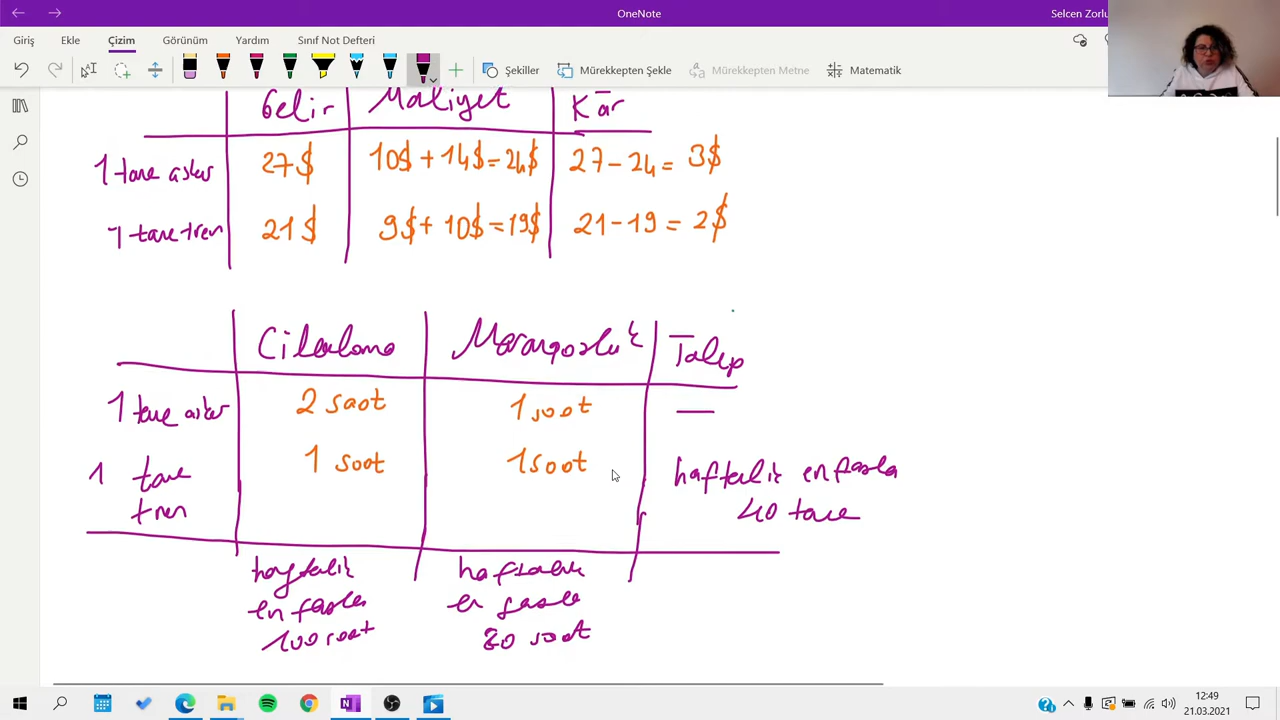 OneNote
Selcen Zorlu
Giriş Ekle Çizim Görünüm Sınıf Not Defteri
Şekiller Mürekkepten Şekle Mürekkepten Metne Matematik
Gelir Maliyet Kâr
1 tane asker 27$ 10$ + 14$ = 24$ 27 - 24 = 3$
1 tane tren 21$ 9$ + 10$ = 19$ 21 - 19 = 2$
Cilalama Marangozluk Talep
1 tane asker 2 saat 1 saat —
1 tane tren 1 saat 1 saat haftalık en fazla
40 tane
haftalık en fazla 100 saat
haftalık en fazla 80 saat
12:49
21.03.2021